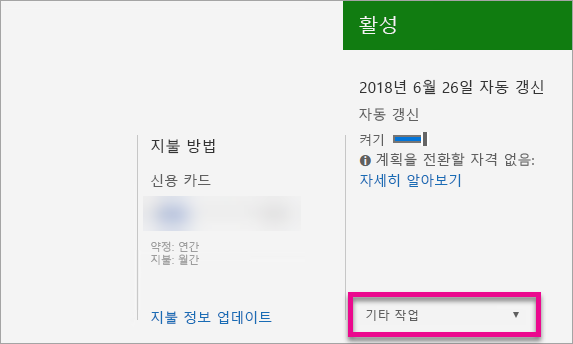 활성
2018년 6월 26일 자동 갱신
자동 갱신
켜기
계획을 전환할 자격 없음:
자세히 알아보기
지불 방법
신용 카드
약정: 연간
지불: 월간
지불 정보 업데이트
기타 작업